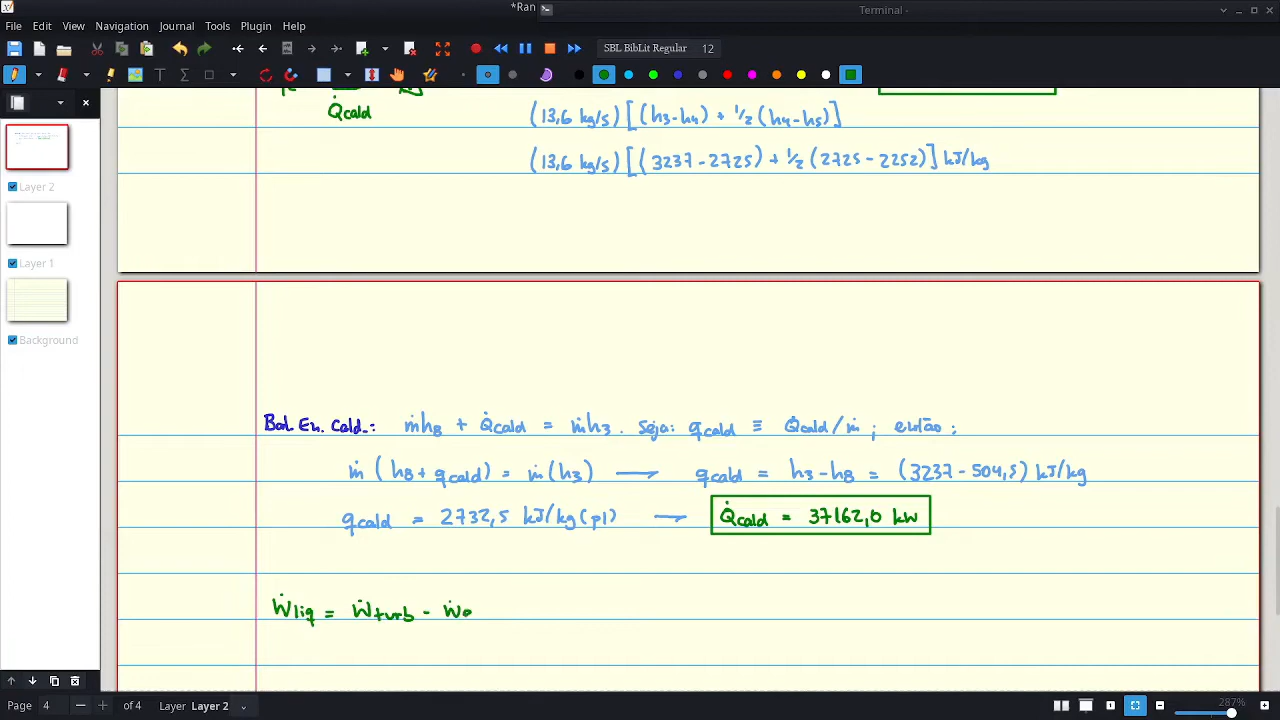 *Ran
Terminal -
File Edit View Navigation Journal Tools Plugin Help
SBL BibLit Regular 12
Q̇cald
(13,6 kg/s) [(h3-h4) + 1/2 (h4-h5)]
(13,6 kg/s) [(3237-2725) + 1/2 (2725-2252)] kJ/kg
Layer 2
Layer 1
Background
Bal. En. Cald.: ṁh8 + Q̇cald = ṁh3. Seja: qcald ≡ Q̇cald/ṁ ; então:
ṁ (h8+qcald) = ṁ(h3) → qcald = h3-h8 = (3237-504,5) kJ/kg
qcald = 2732,5 kJ/kg(pl) → Q̇cald = 37162,0 kW
Ẇliq = Ẇturb -
Page 4 of 4 Layer Layer 2 287%